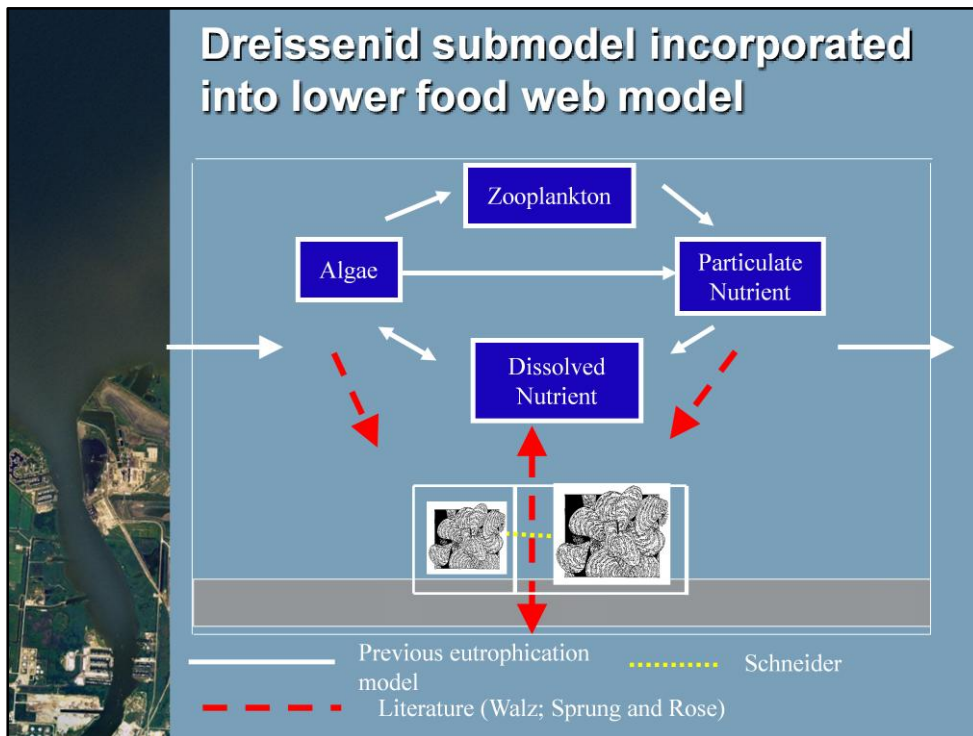 Dreissenid submodel incorporated
into lower food web model
Zooplankton
Algae
Particulate
Nutrient
Dissolved
Nutrient
Previous eutrophication
model
Schneider
Literature (Walz; Sprung and Rose)